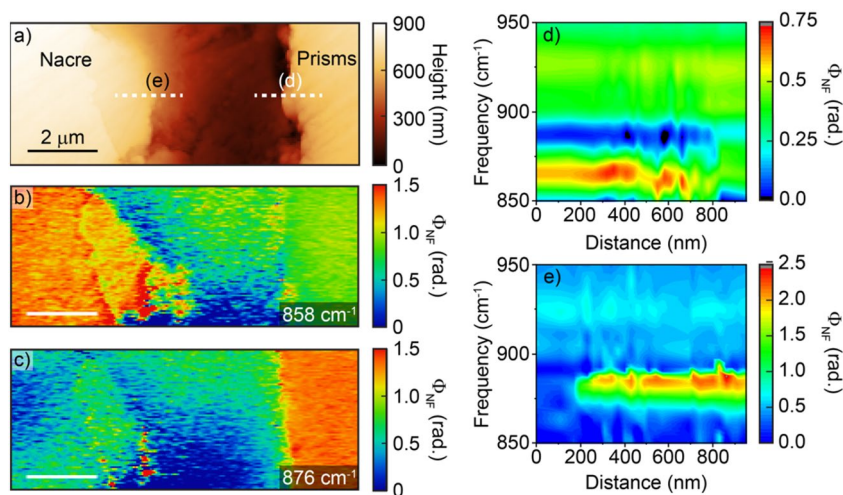 a)
Nacre
(e)
(d)
Prisms
2 μm
900
600
300
0
Height (nm)
b)
858 cm-1
1.5
1.0
0.5
0
ΦNF (rad.)
c)
876 cm-1
1.5
1.0
0.5
0
ΦNF (rad.)
d)
950
900
850
Frequency (cm-1)
0 200 400 600 800
Distance (nm)
0.75
0.5
0.25
0.0
ΦNF (rad.)
e)
950
900
850
Frequency (cm-1)
0 200 400 600 800
Distance (nm)
2.5
2.0
1.5
1.0
0.5
0.0
ΦNF (rad.)